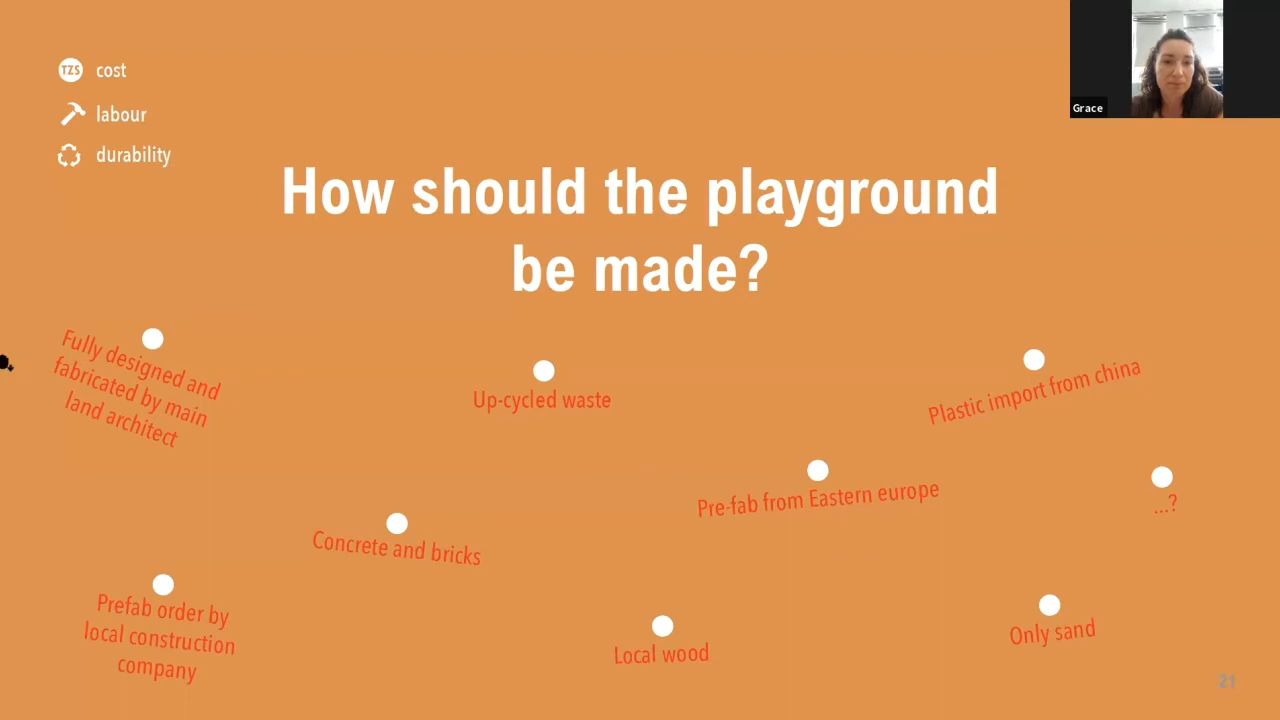 TZS cost
labour
durability
Grace
How should the playground
be made?
Fully designed and
fabricated by main
land architect
Up-cycled waste
Plastic import from china
Pre-fab from Eastern europe
...?
Concrete and bricks
Prefab order by
local construction
company
Local wood
Only sand
21